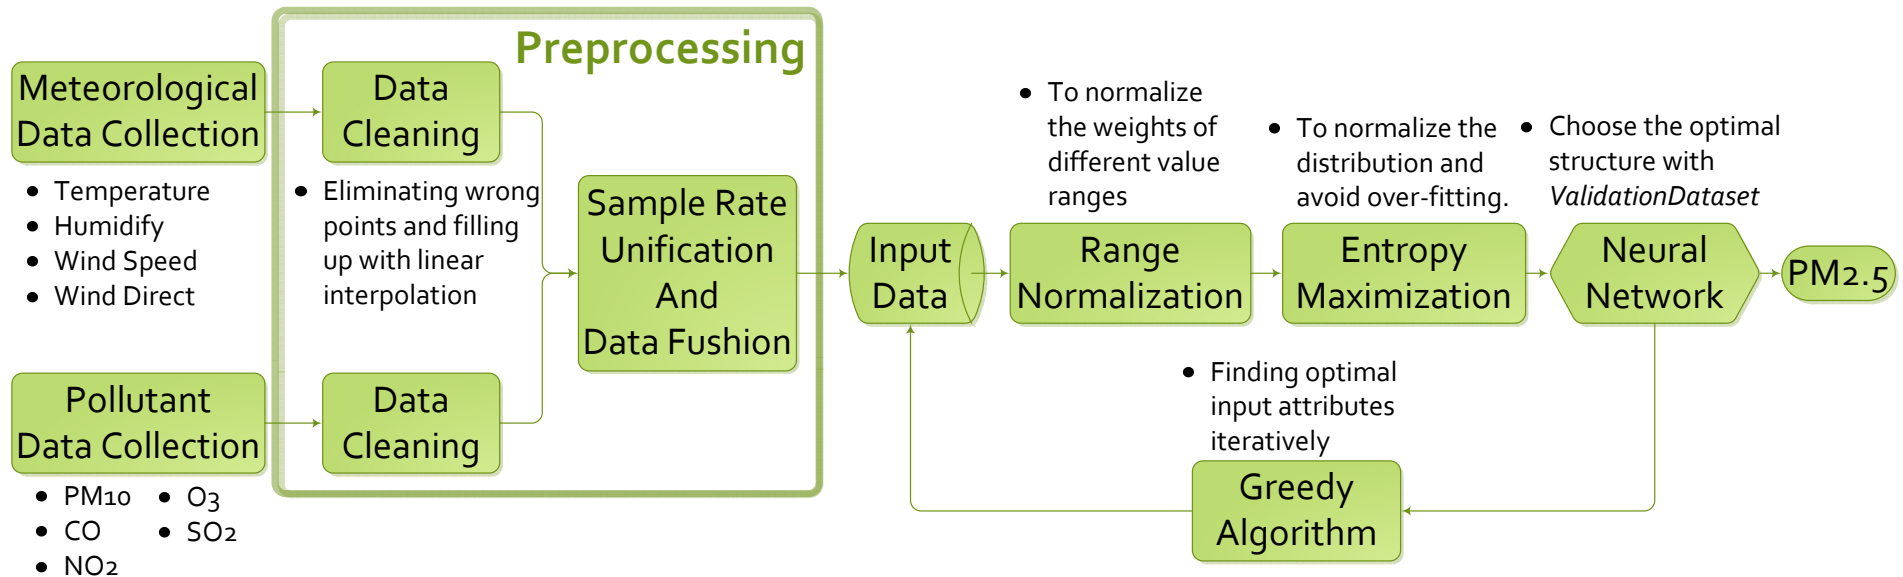 Preprocessing
Meteorological
Data Collection
• Temperature
• Humidify
• Wind Speed
• Wind Direct
Data
Cleaning
• Eliminating wrong
points and filling
up with linear
interpolation
Pollutant
Data Collection
• PM10
• CO
• NO2
• O3
• SO2
Data
Cleaning
Sample Rate
Unification
And
Data Fushion
Input
Data
• To normalize
the weights of
different value
ranges
Range
Normalization
• To normalize the
distribution and
avoid over-fitting.
Entropy
Maximization
• Choose the optimal
structure with
ValidationDataset
Neural
Network
PM2.5
• Finding optimal
input attributes
iteratively
Greedy
Algorithm